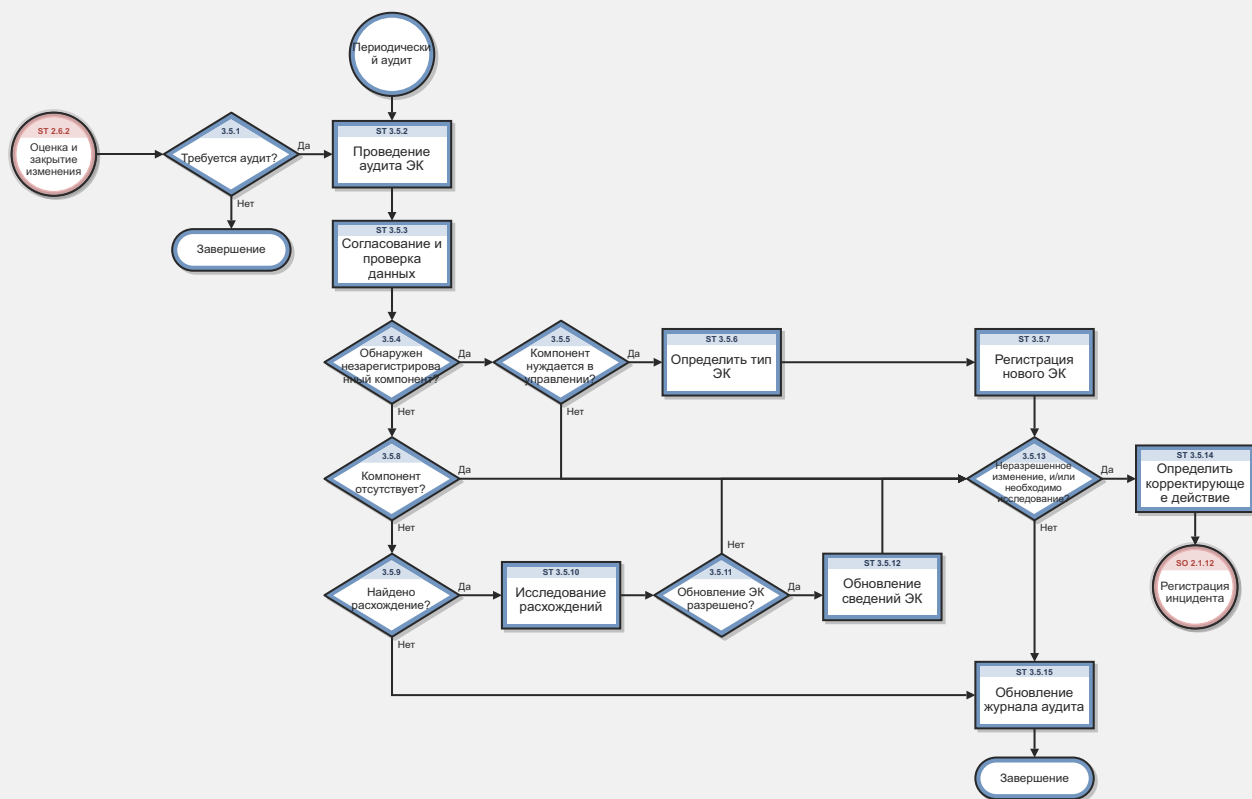 Периодически
й аудит
ST 2.6.2
Оценка и
закрытие
изменения
3.5.1
Требуется аудит?
Да
Нет
Завершение
ST 3.5.2
Проведение
аудита ЭК
ST 3.5.3
Согласование и
проверка
данных
3.5.4
Обнаружен
незарегистрирова
нный компонент?
Да
Нет
3.5.5
Компонент
нуждается в
управлении?
Да
Нет
ST 3.5.6
Определить тип
ЭК
ST 3.5.7
Регистрация
нового ЭК
3.5.8
Компонент
отсутствует?
Да
Нет
3.5.13
Неразрешенное
изменение, и/или
необходимо
исследование?
Да
Нет
ST 3.5.14
Определить
корректирующе
е действие
3.5.9
Найдено
расхождение?
Да
Нет
ST 3.5.10
Исследование
расхождений
3.5.11
Обновление ЭК
разрешено?
Нет
Да
ST 3.5.12
Обновление
сведений ЭК
SO 2.1.12
Регистрация
инцидента
ST 3.5.15
Обновление
журнала аудита
Завершение